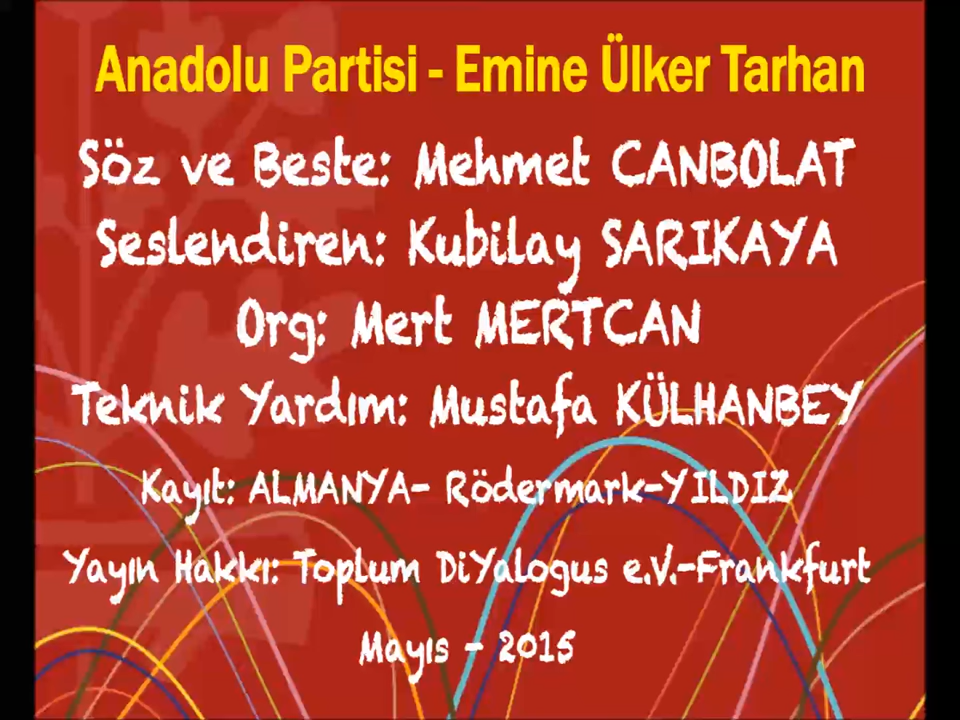 Anadolu Partisi - Emine Ülker Tarhan
Söz ve Beste: Mehmet CANBOLAT
Seslendiren: Kubilay SARIKAYA
Org: Mert MERTCAN
Teknik Yardım: Mustafa KÜLHANBEY
Kayıt: ALMANYA- Rödermark-YILDIZ
Yayın Hakkı: Toplum DiYalogus e.V.-Frankfurt
Mayıs - 2015